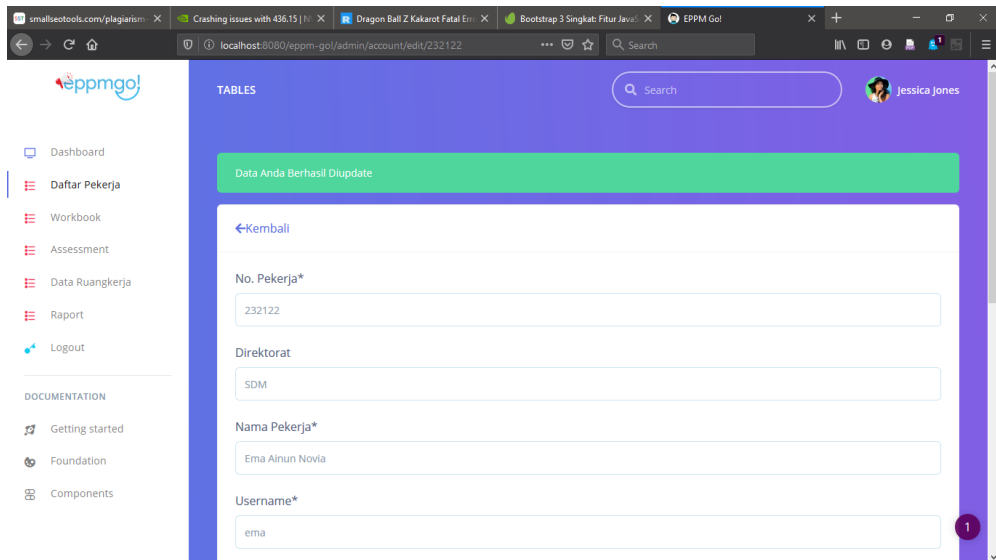 SST smallseotools.com/plagiarism-
Crashing issues with 436.15 | N
R Dragon Ball Z Kakarot Fatal Err
Bootstrap 3 Singkat: Fitur JavaS
EPPM Go!
localhost:8080/eppm-gol/admin/account/edit/232122
Search
1
eppmgo!
TABLES
Search
Jessica Jones
Dashboard
Daftar Pekerja
Workbook
Assessment
Data Ruangkerja
Raport
Logout
DOCUMENTATION
Getting started
Foundation
Components
Data Anda Berhasil Diupdate
Kembali
No. Pekerja*
232122
Direktorat
SDM
Nama Pekerja*
Ema Ainun Novia
Username*
ema
1